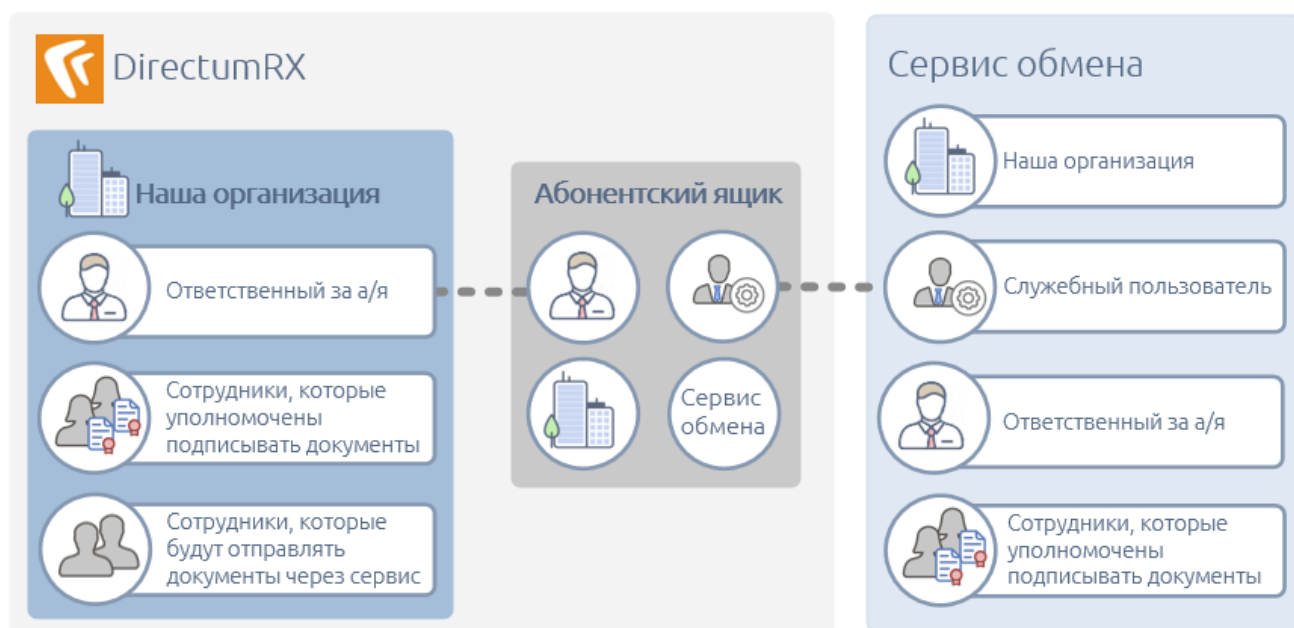 DirectumRX
Наша организация
Ответственный за а/я
Сотрудники, которые
уполномочены
подписывать документы
Сотрудники, которые
будут отправлять
документы через сервис
Абонентский ящик
Сервис
обмена
Сервис обмена
Наша организация
Служебный пользователь
Ответственный за а/я
Сотрудники, которые
уполномочены
подписывать документы